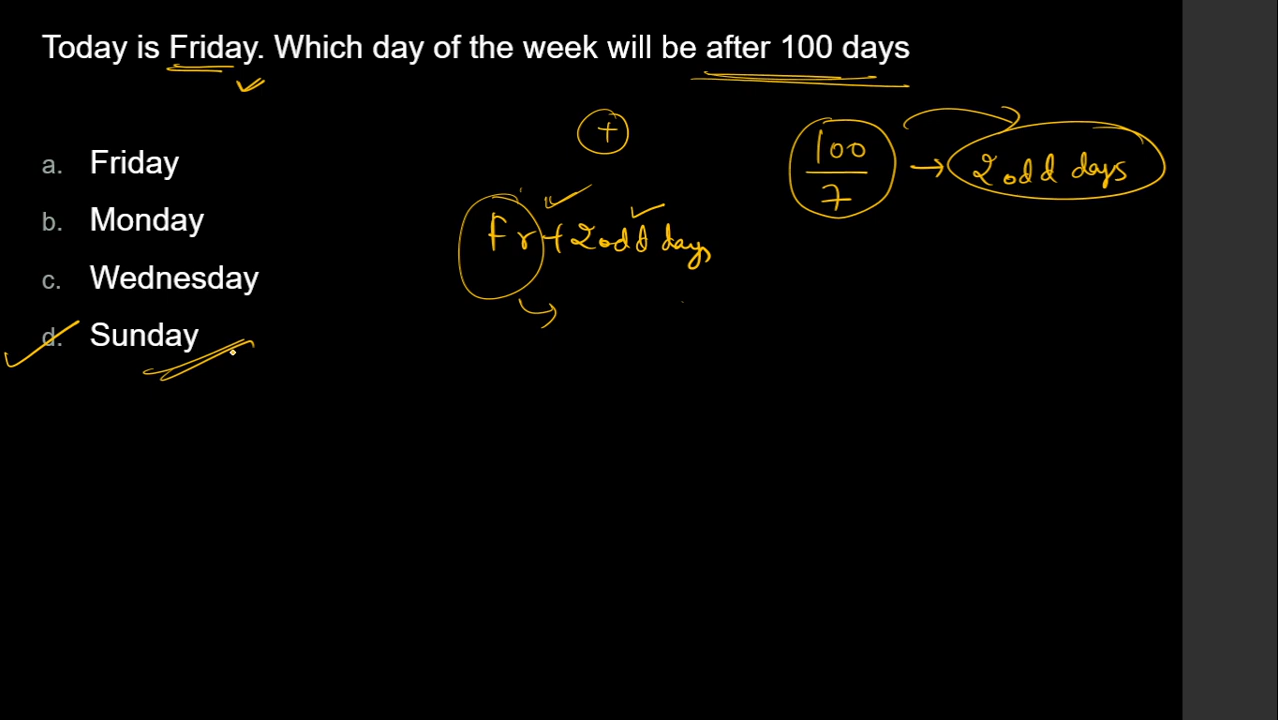 Today is Friday. Which day of the week will be after 100 days
+
100
7
→ 2 odd days
a. Friday
b. Monday
Fr + 2 odd days
c. Wednesday
d. Sunday